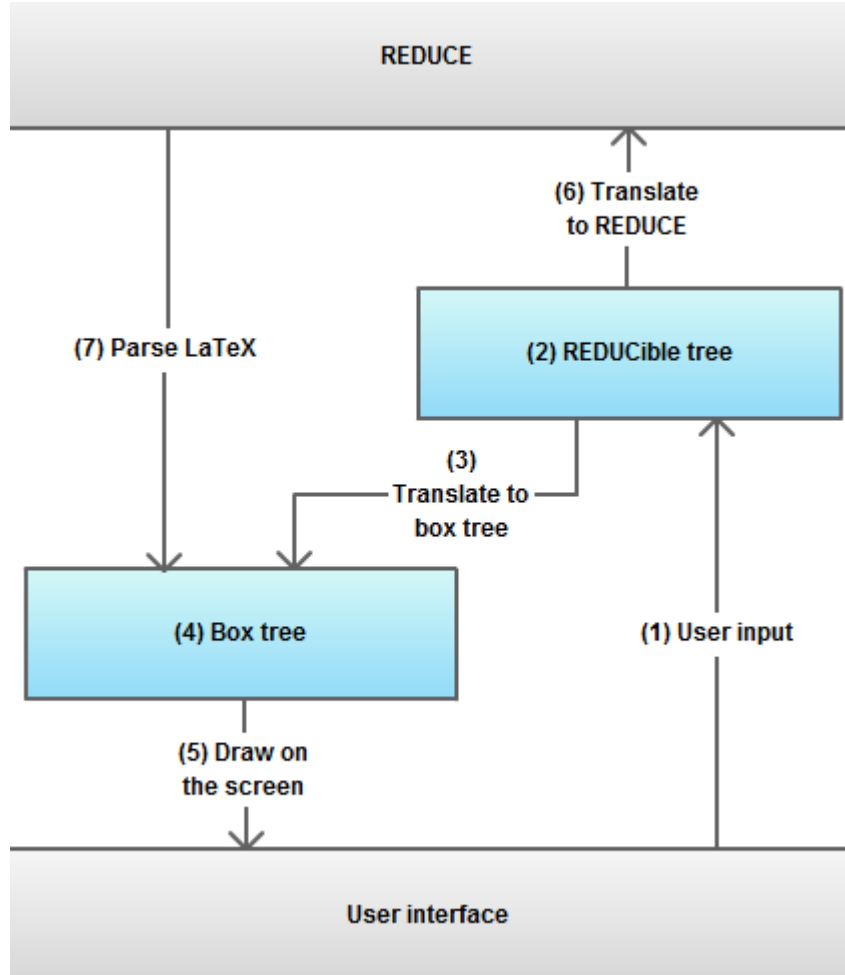 REDUCE
(6) Translate
to REDUCE
(7) Parse LaTeX
(2) REDUCible tree
(3)
Translate to
box tree
(4) Box tree
(1) User input
(5) Draw on
the screen
User interface